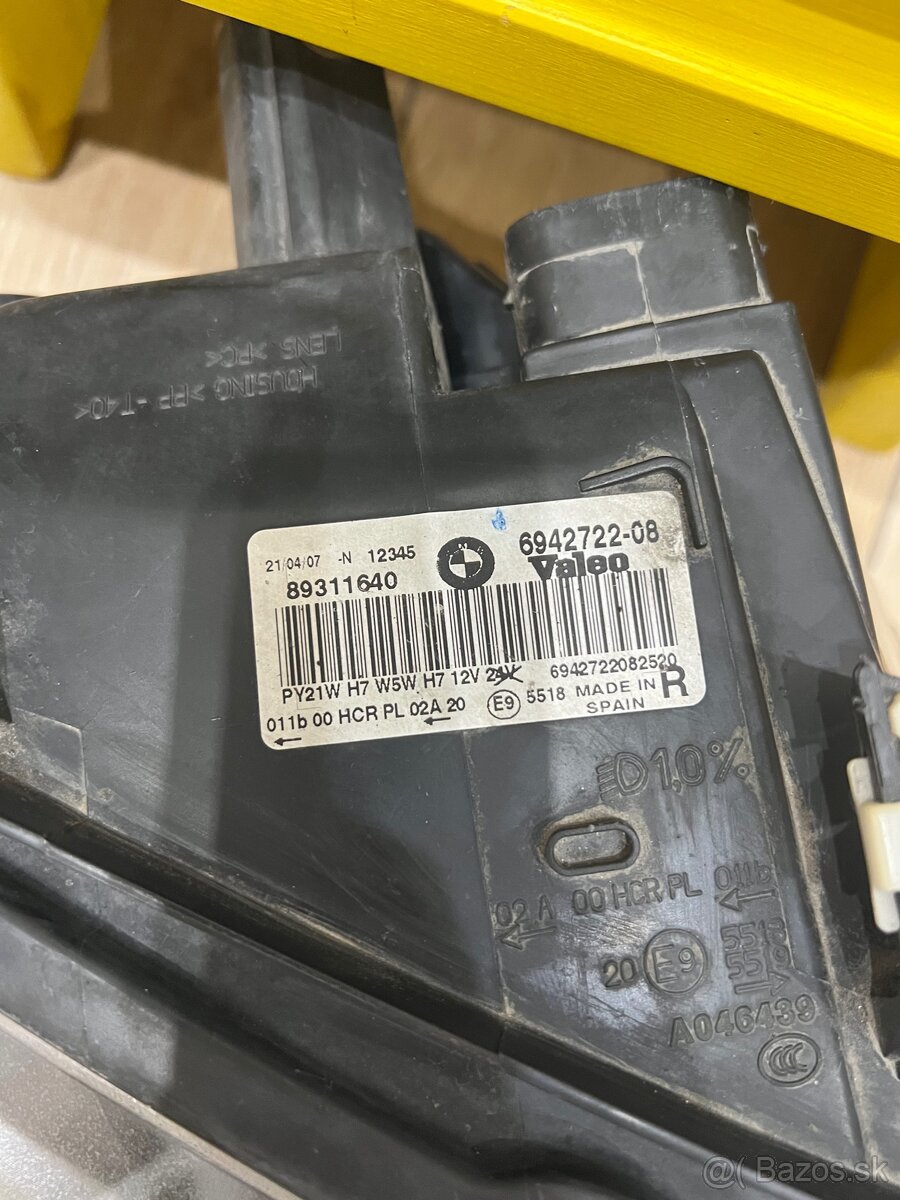 LENS >PC<
HOUSING >PP-T40<
21/04/07 -N 12345
89311640
BMW
6942722-08
Valeo
PY21W H7 W5W H7 12V 24V
6942722082520
011b 00 HCR PL 02A 20
E9
5518
MADE IN
SPAIN
R
1,0%
02 A 00 HCR PL 011b
20 E9 5518
A046439
CCC
@( Bazos.sk